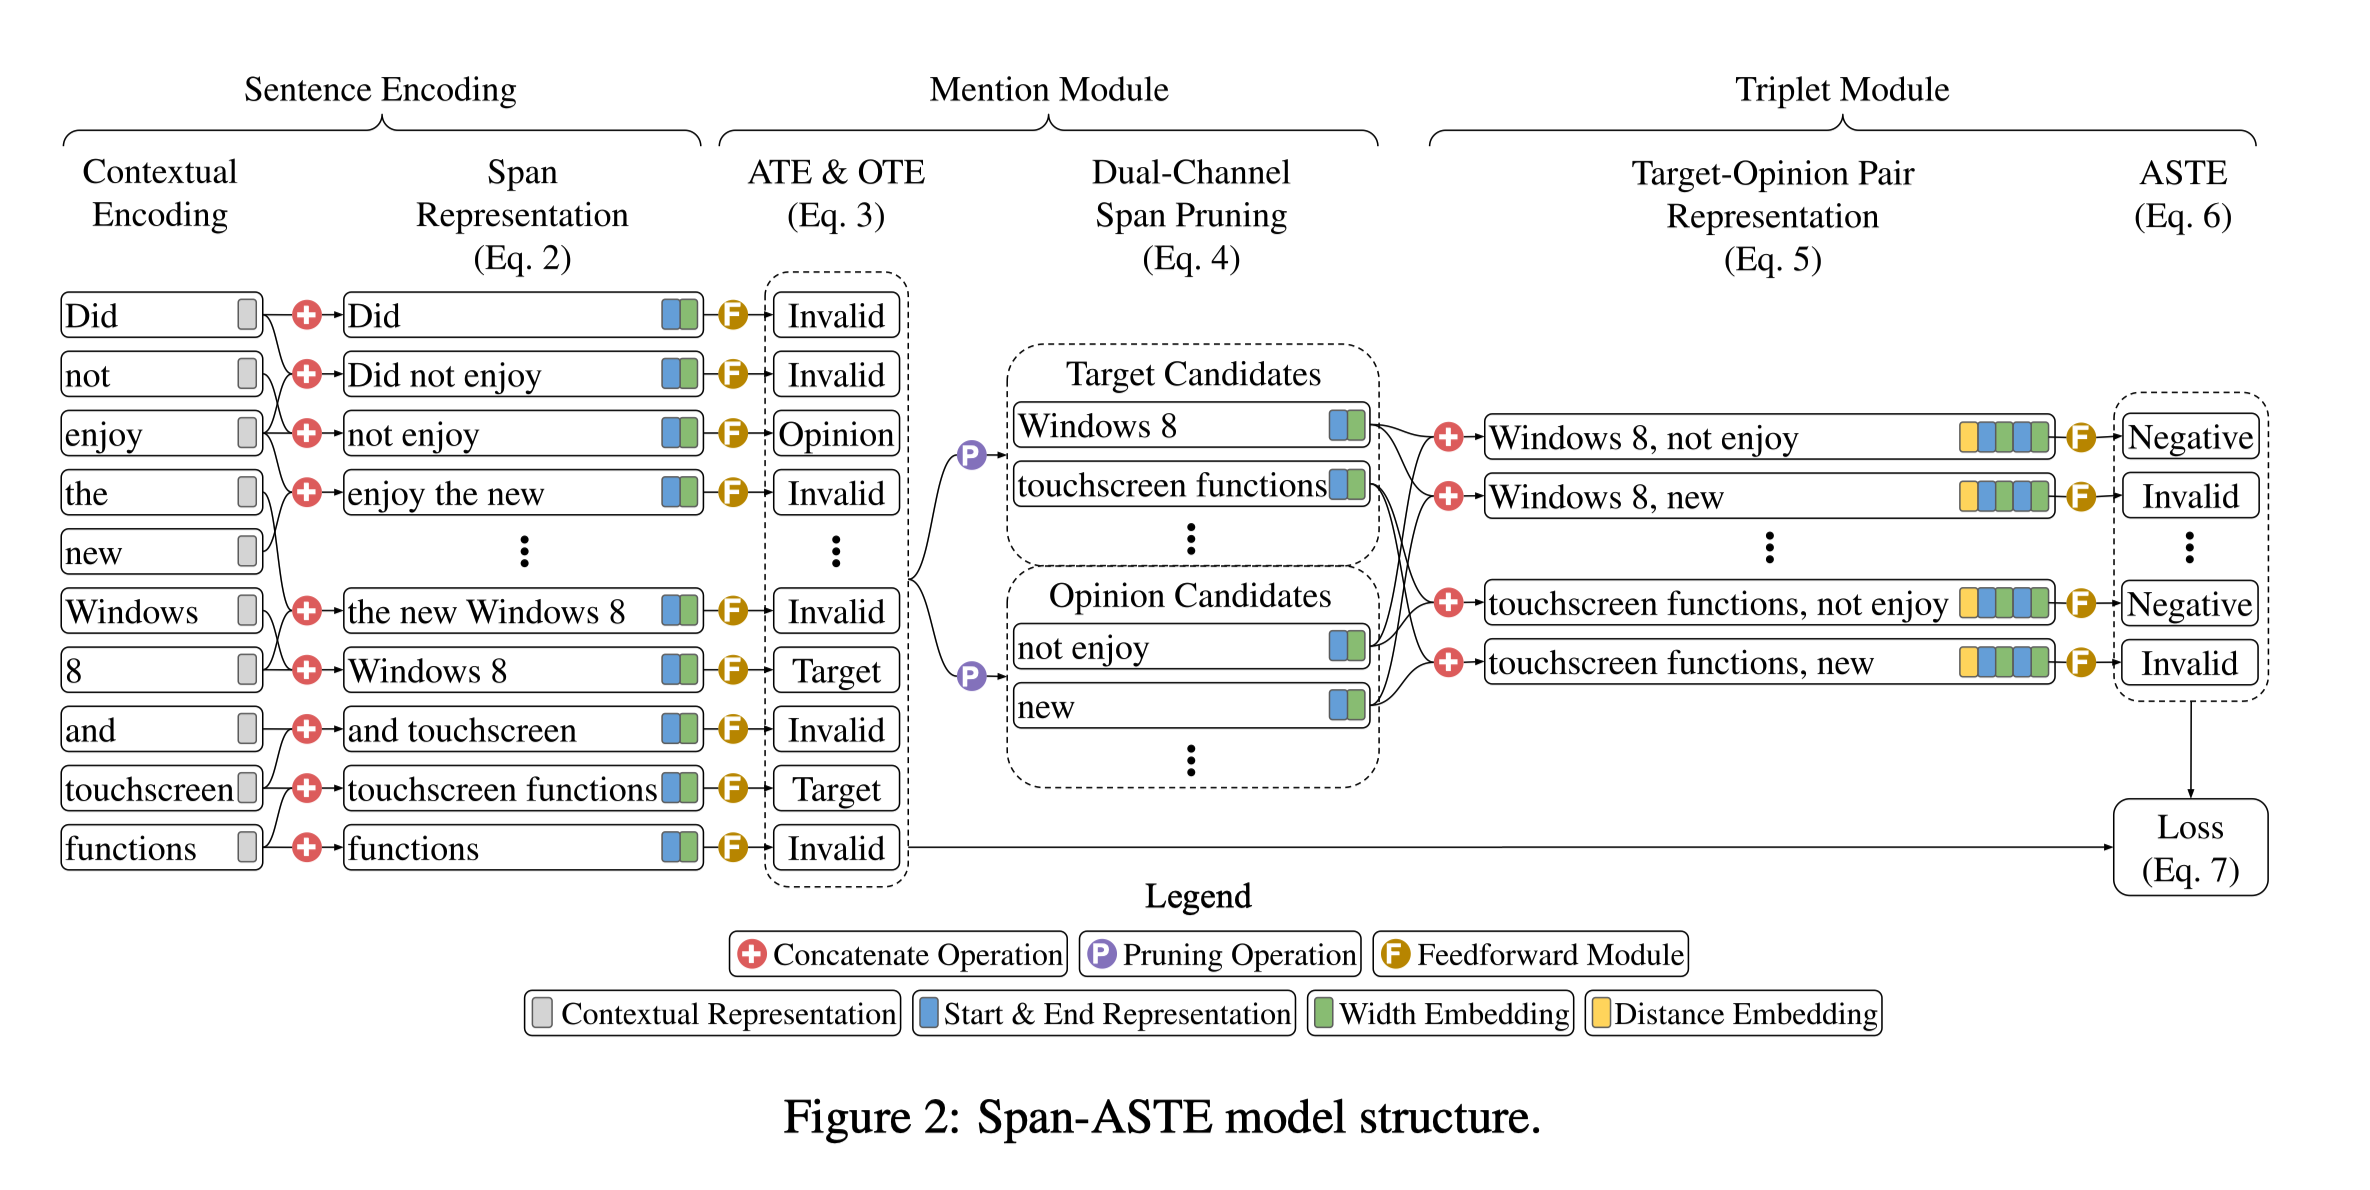 Sentence Encoding
Mention Module
Triplet Module
Contextual
Encoding
Span
Representation
(Eq. 2)
ATE & OTE
(Eq. 3)
Dual-Channel
Span Pruning
(Eq. 4)
Target-Opinion Pair
Representation
(Eq. 5)
ASTE
(Eq. 6)
Did
not
enjoy
the
new
Windows
8
and
touchscreen
functions
Did
Did not enjoy
not enjoy
enjoy the new
the new Windows 8
Windows 8
and touchscreen
touchscreen functions
functions
F
F
F
F
F
F
F
F
F
Invalid
Invalid
Opinion
Invalid
Invalid
Target
Invalid
Target
Invalid
P
P
Target Candidates
Windows 8
touchscreen functions
Opinion Candidates
not enjoy
new
Windows 8, not enjoy
Windows 8, new
touchscreen functions, not enjoy
touchscreen functions, new
F
F
F
F
Negative
Invalid
Negative
Invalid
Loss
(Eq. 7)
Legend
Concatenate Operation
P Pruning Operation
F Feedforward Module
Contextual Representation
Start & End Representation
Width Embedding
Distance Embedding
Figure 2: Span-ASTE model structure.